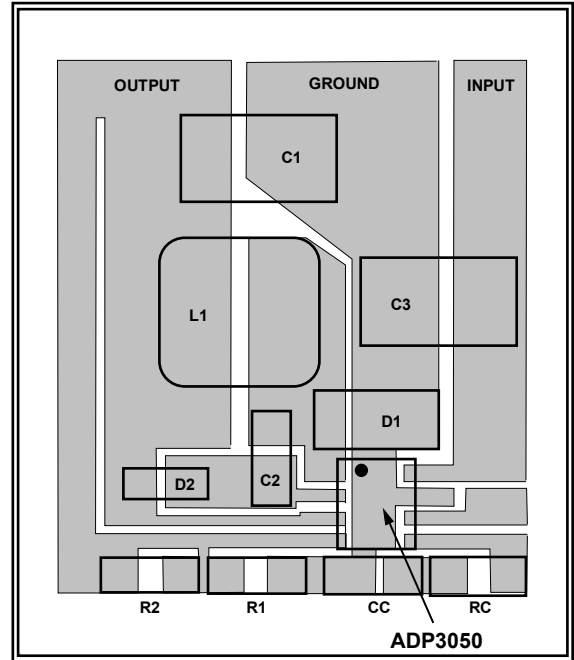 OUTPUT GROUND INPUT
C1
L1
C3
D1
D2
C2
R2 R1 CC RC
ADP3050